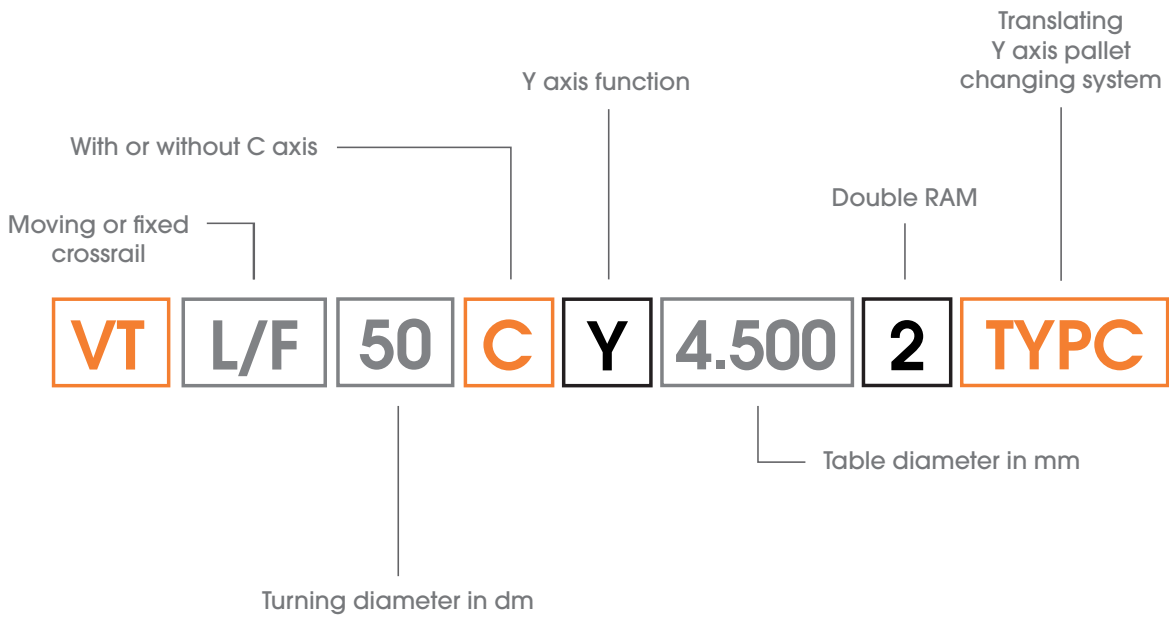 Translating
Y axis pallet
changing system
Y axis function
With or without C axis
Double RAM
Moving or fixed
crossrail
VT L/F 50 C Y 4.500 2 TYPC
Table diameter in mm
Turning diameter in dm